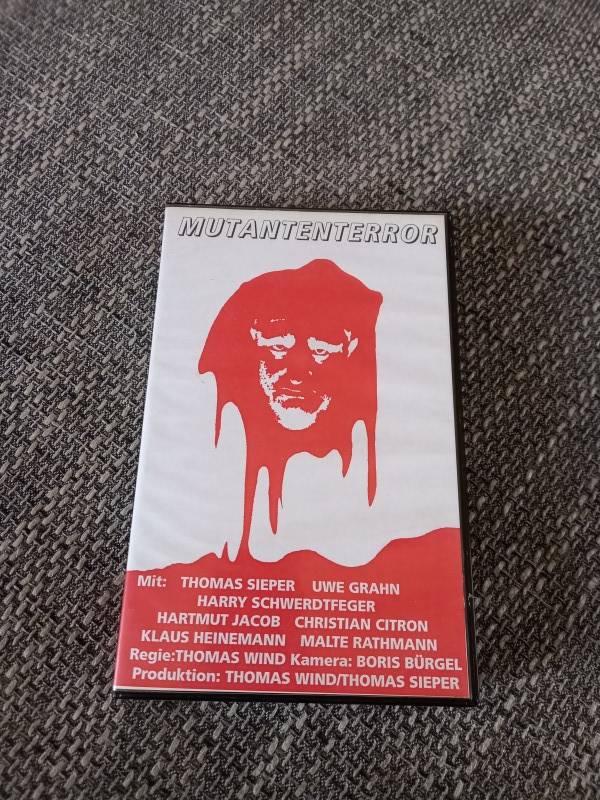 MUTANTENTERROR
Mit: THOMAS SIEPER UWE GRAHN
HARRY SCHWERDTFEGER
HARTMUT JACOB CHRISTIAN CITRON
KLAUS HEINEMANN MALTE RATHMANN
Regie:THOMAS WIND Kamera: BORIS BÜRGEL
Produktion: THOMAS WIND/THOMAS SIEPER